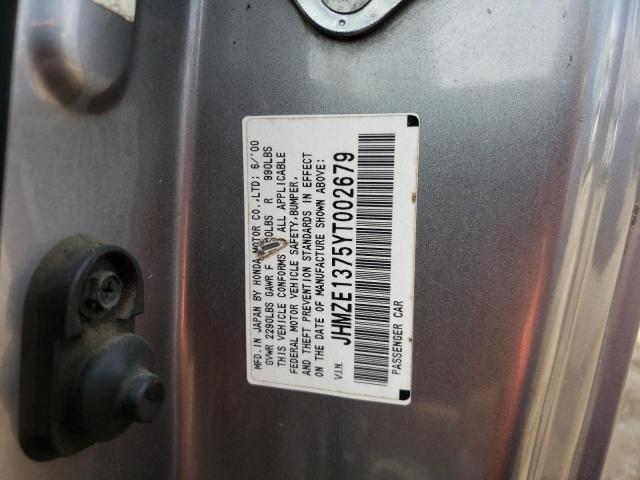 MFD. IN JAPAN BY HONDA MOTOR CO.,LTD; 6/'00
GVWR 2290LBS GAWR F LBS R 990LBS
THIS VEHICLE CONFORMS ALL APPLICABLE
FEDERAL MOTOR VEHICLE SAFETY,BUMPER,
AND THEFT PREVENTION STANDARDS IN EFFECT
ON THE DATE OF MANUFACTURE SHOWN ABOVE:
V.I.N. JHMZE1375YT002679
PASSENGER CAR